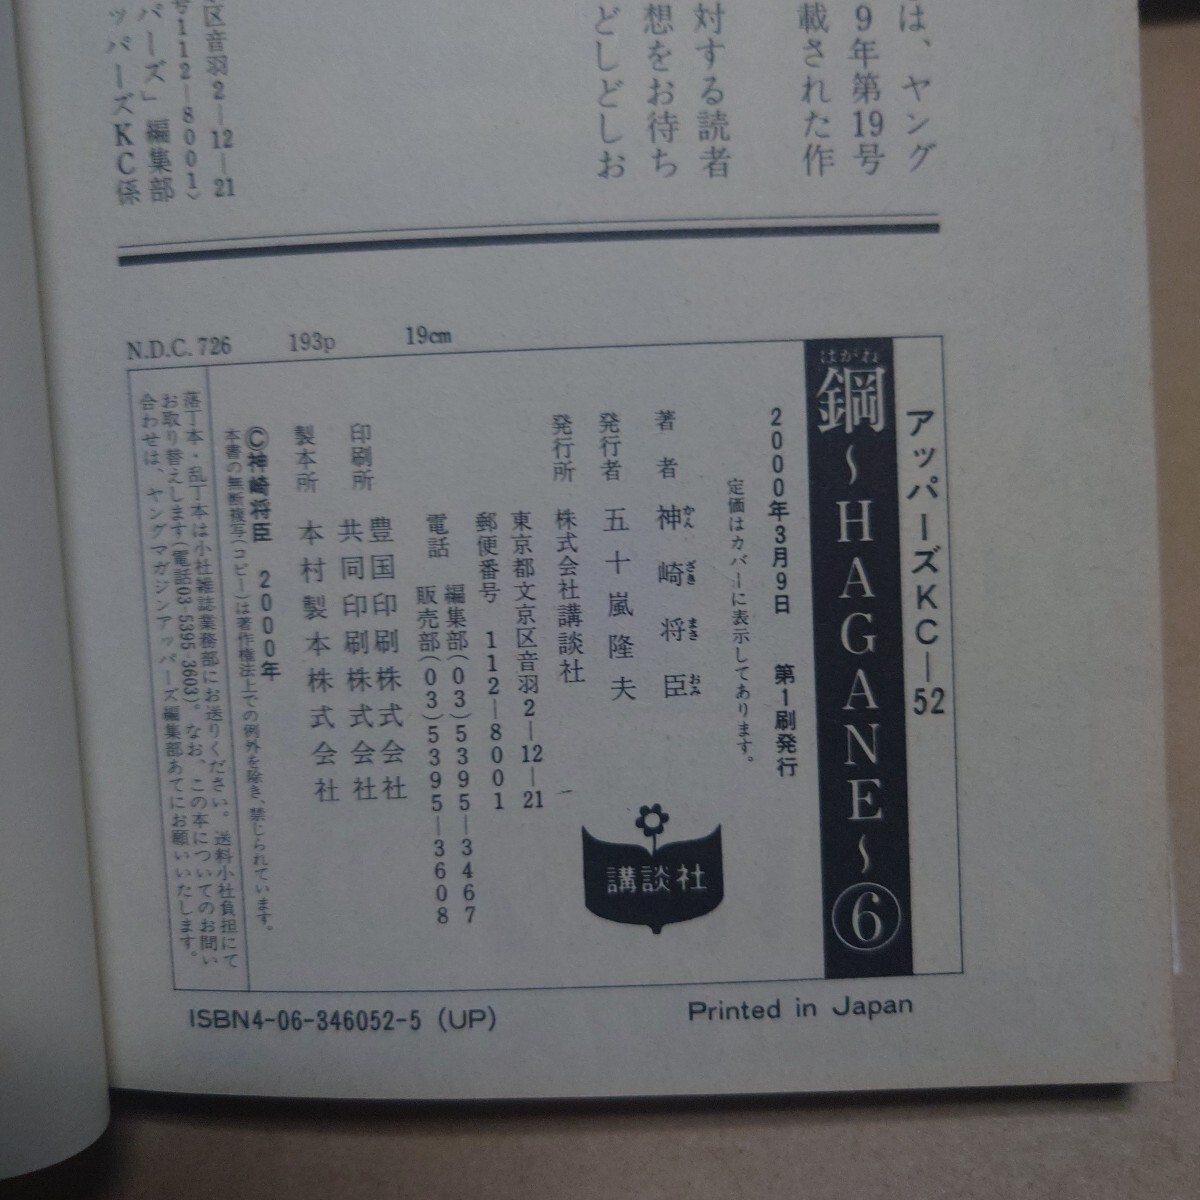 は、ヤング
9年第19号
載された作
対する読者
想をお待ち
どしどしお
区音羽2―12―21
号112―8001〉
パーズ」編集部
ッパーズKC係
N.D.C. 726 193p 19cm
アッパーズKC―52
はがね
鋼～HAGANE～⑥
2000年3月9日 第1刷発行
定価はカバーに表示してあります。
著者 神崎将臣
かんざきまさおみ
発行者 五十嵐隆夫
発行所 株式会社講談社
東京都文京区音羽2―12―21
郵便番号 112―8001
電話 編集部(03)5395―3467
販売部(03)5395―3608
印刷所 豊国印刷株式会社
共同印刷株式会社
製本所 本村製本株式会社
©神崎将臣 2000年
本書の無断複写(コピー)は著作権法上での例外を除き、禁じられています。
落丁本・乱丁本は小社雑誌業務部にお送りください。送料小社負担にて
お取り替えします(電話03-5395-3603)。なお、この本についてのお問い
合わせは、ヤングマガジンアッパーズ編集部あてにお願いいたします。
講談社
ISBN4-06-346052-5 (UP)
Printed in Japan